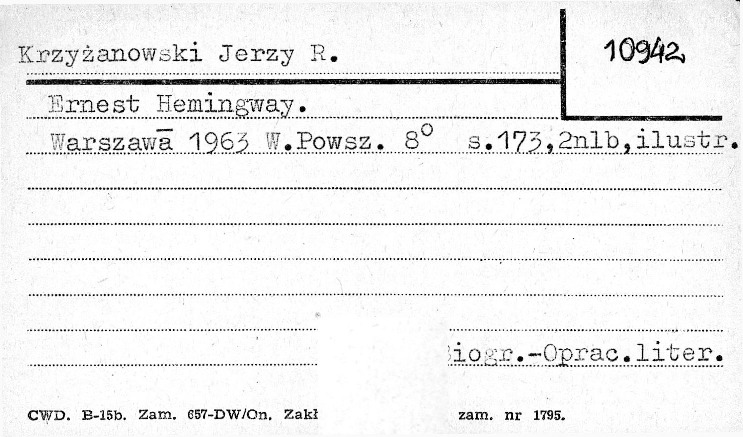 Krzyżanowski Jerzy R.
10942
Ernest Hemingway.
Warszawa 1963 W.Powsz. 8° s.173,2nlb,ilustr.
iogr.-Oprac.liter.
CWD. B-15b. Zam. 657-DW/On. Zakł zam. nr 1795.